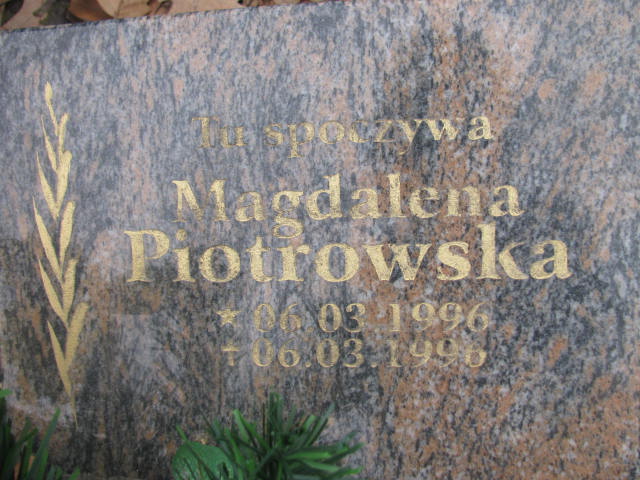 Tu spoczywa
Magdalena
Piotrowska
* 06.03.1996
+ 06.03.1996